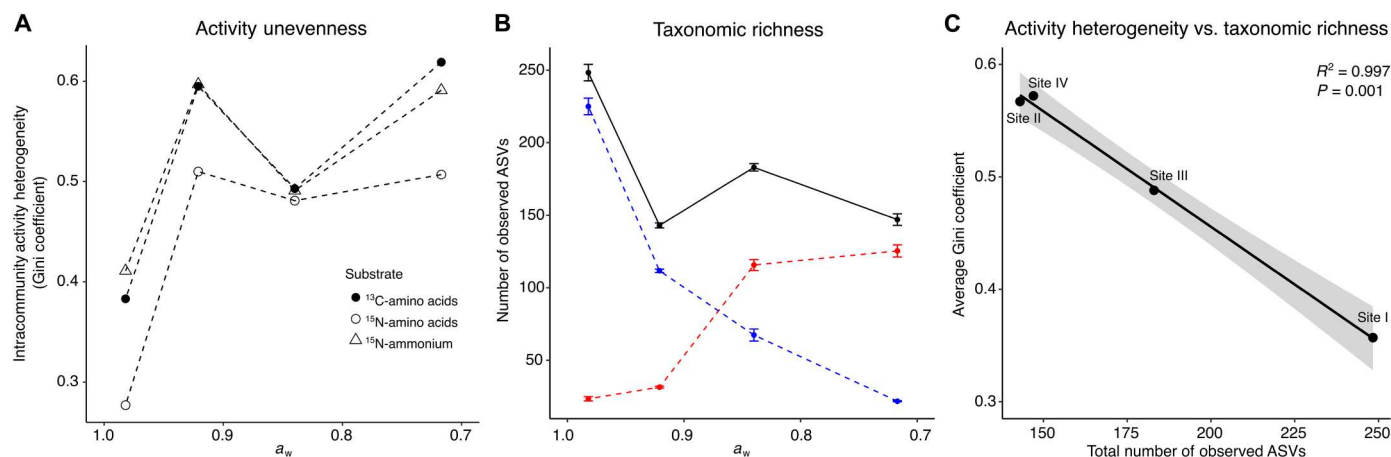 A
Activity unevenness
Intracommunity activity heterogeneity
(Gini coefficient)
0.6
0.5
0.4
0.3
Substrate
¹³C-amino acids
¹⁵N-amino acids
¹⁵N-ammonium
1.0
0.9
0.8
0.7
a_w
B
Taxonomic richness
Number of observed ASVs
250
200
150
100
50
1.0
0.9
0.8
0.7
a_w
C
Activity heterogeneity vs. taxonomic richness
Average Gini coefficient
0.6
0.5
0.4
0.3
R² = 0.997
P = 0.001
Site IV
Site II
Site III
Site I
150
175
200
225
250
Total number of observed ASVs